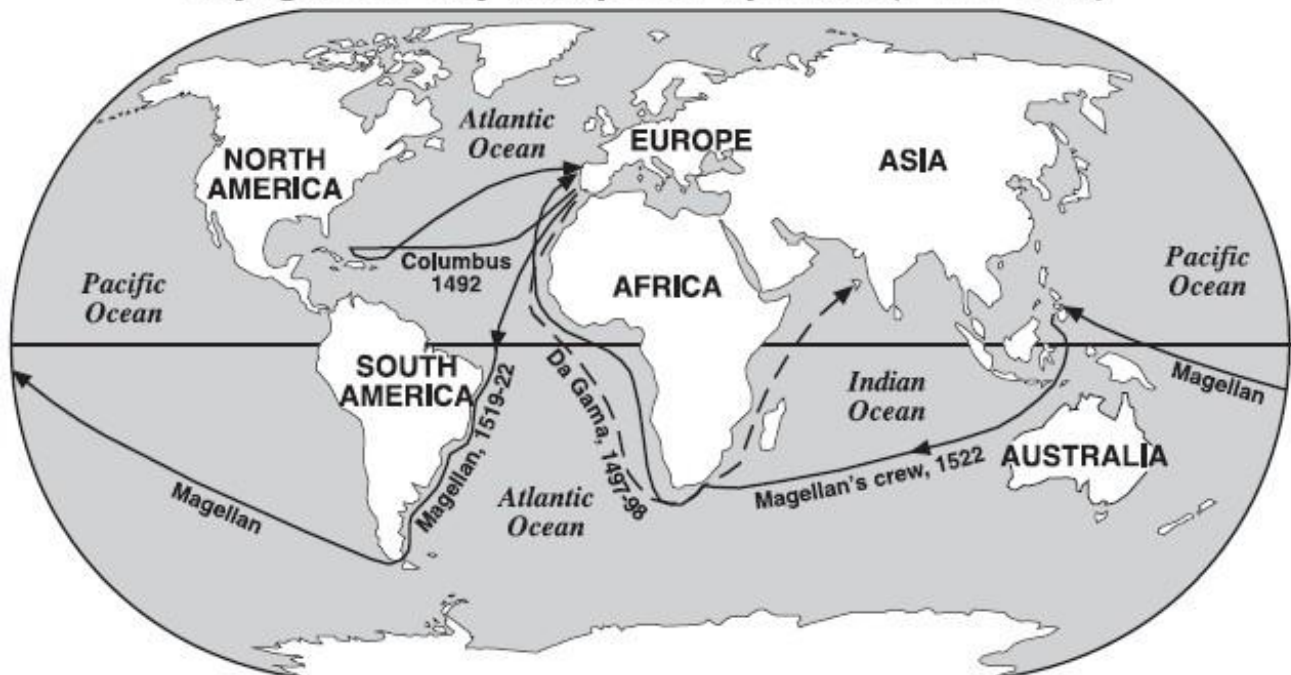 Atlantic
Ocean
EUROPE
ASIA
NORTH
AMERICA
Columbus
1492
AFRICA
Pacific
Ocean
Pacific
Ocean
SOUTH
AMERICA
Magellan, 1519-22
Da Gama, 1497-98
Indian
Ocean
Magellan
AUSTRALIA
Magellan's crew, 1522
Magellan
Atlantic
Ocean